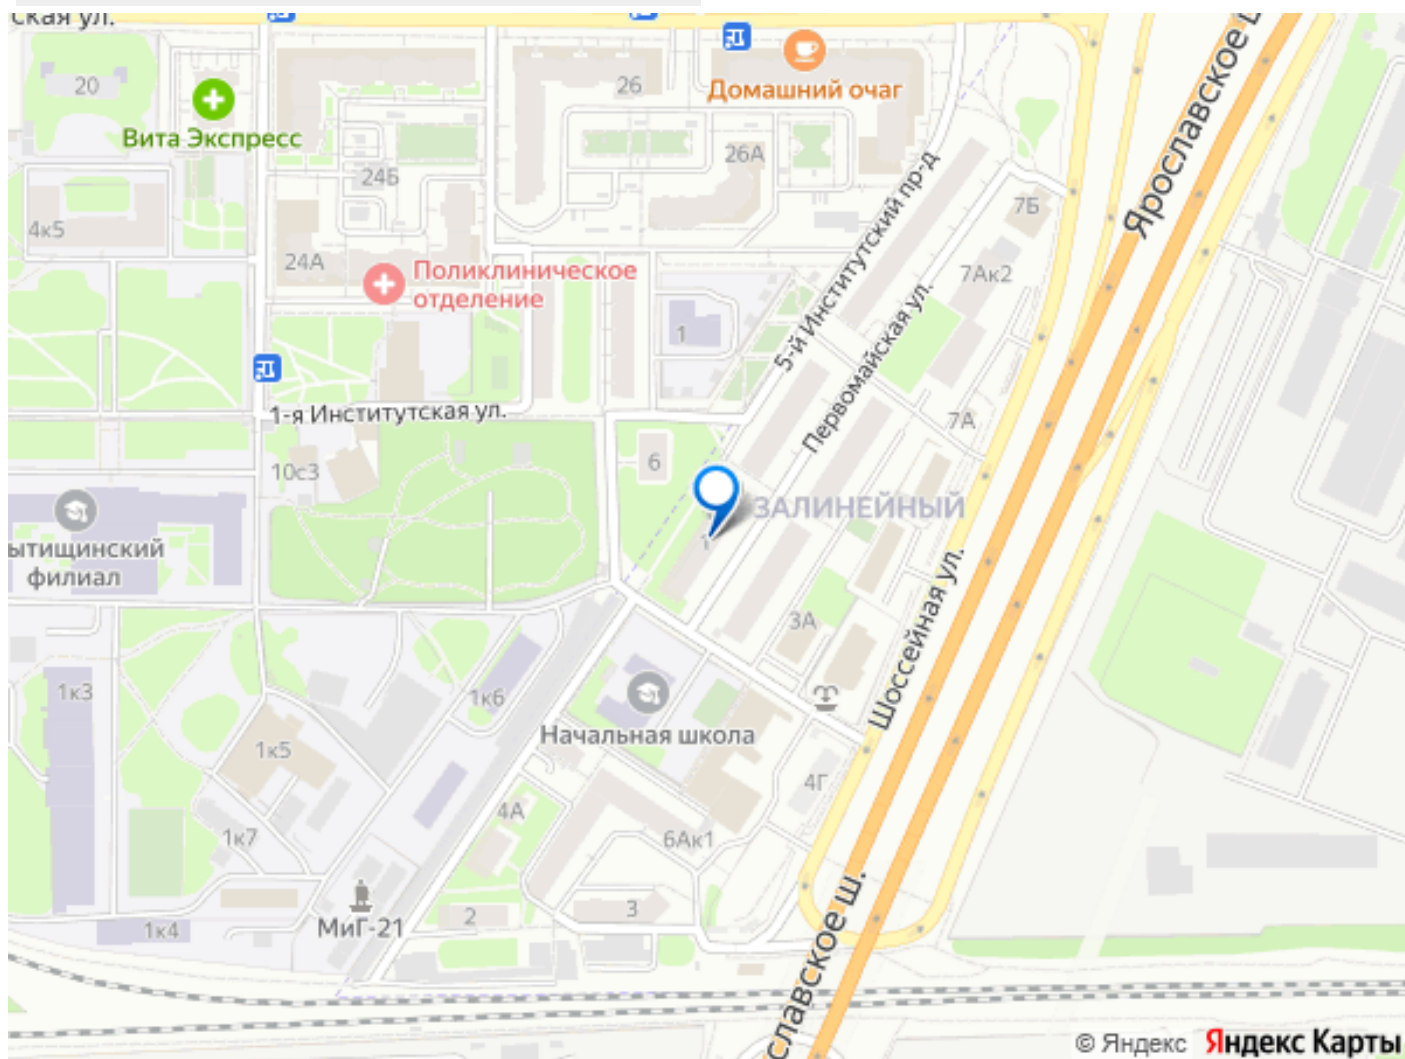 ская ул.
20
Вита Экспресс
26
Домашний очаг
26А
24Б
4к5
24А
Поликлиническое
отделение
1
5-й Институтский пр-д
Первомайская ул.
7Б
7Ак2
7А
Ярославское ш
1-я Институтская ул.
6
10с3
ытищинский
филиал
ЗАЛИНЕЙНЫЙ
1
3А
Шоссейная ул.
1к3
1к6
1к5
Начальная школа
4Г
4А
6Ак1
1к7
МиГ-21
1к4
2
3
славское ш.
© Яндекс Яндекс Карты